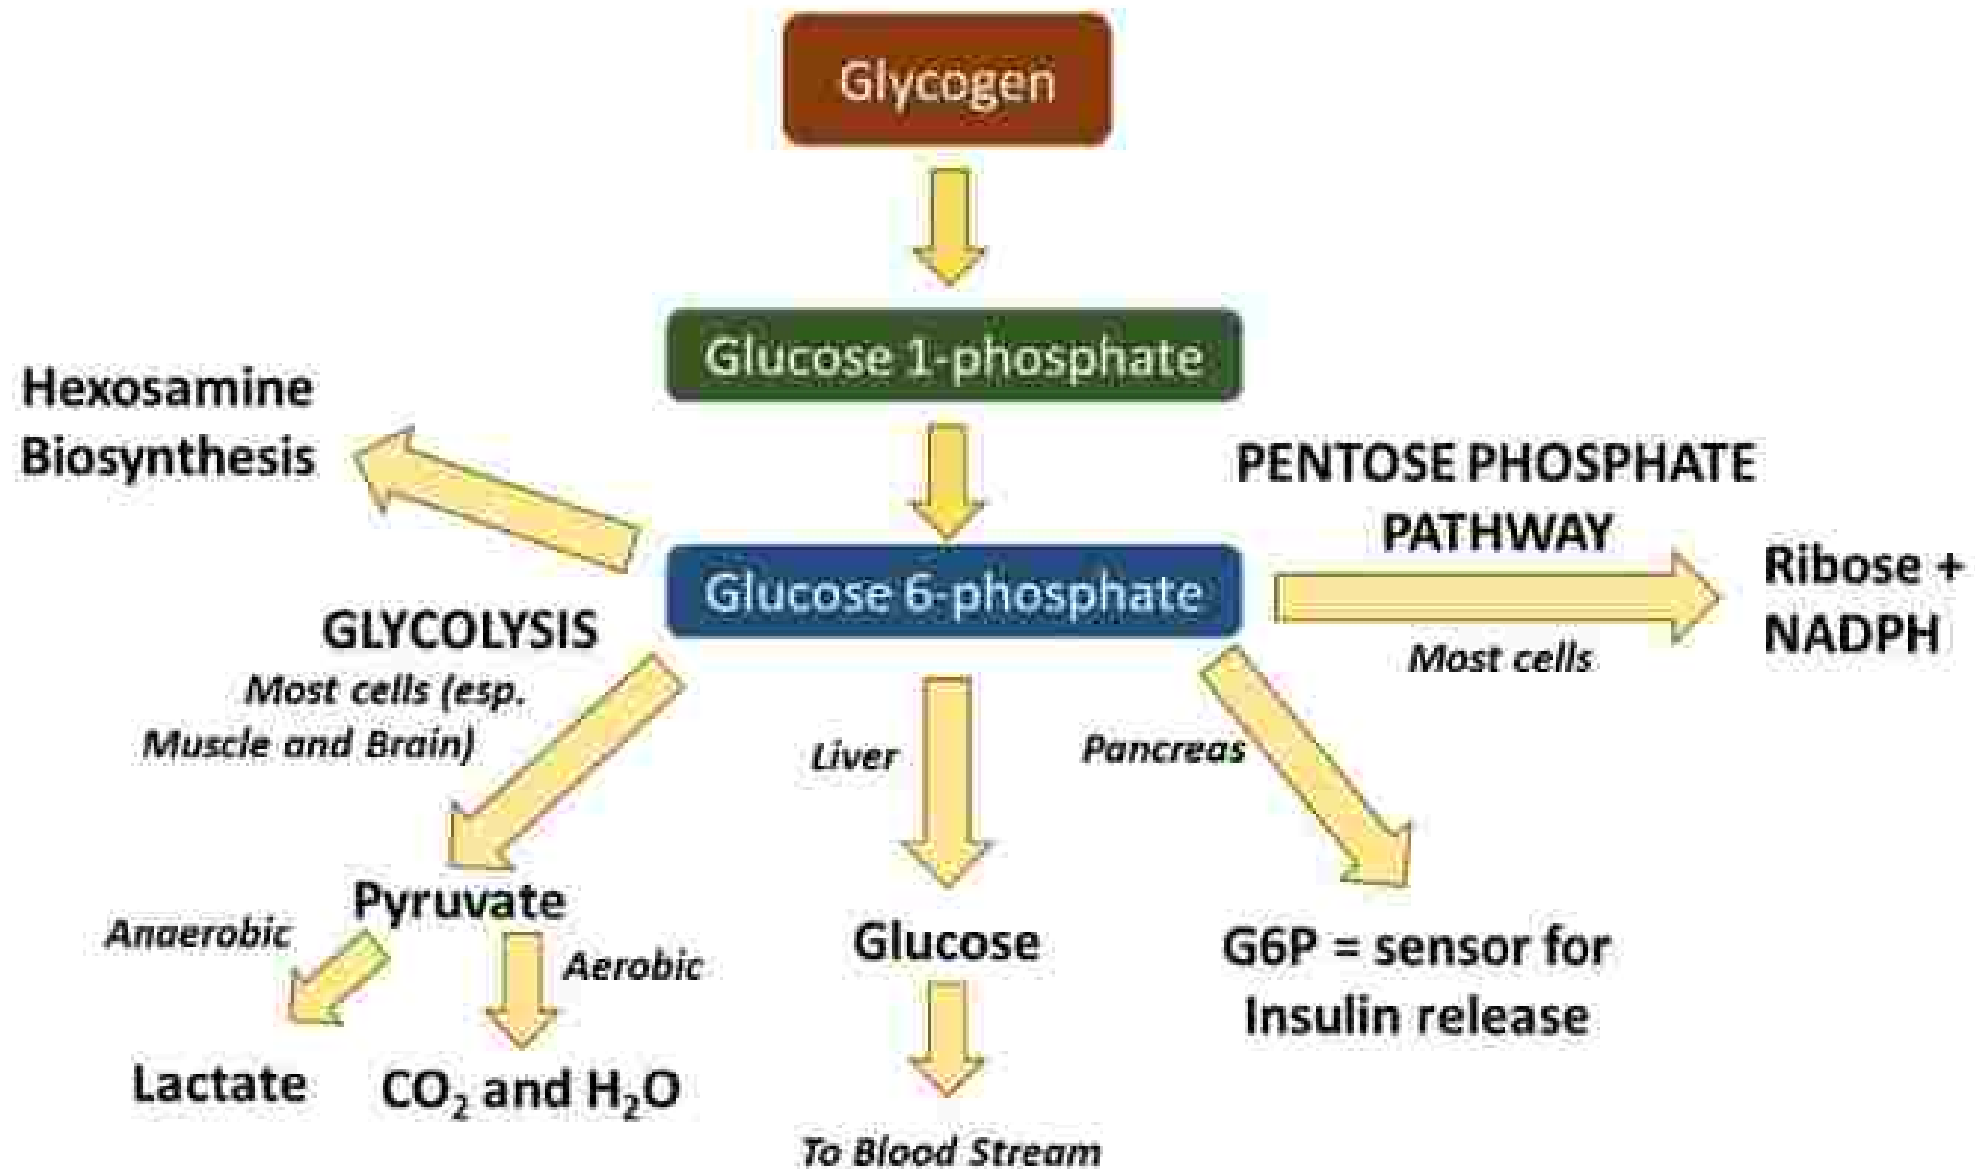 Glycogen
Glucose 1-phosphate
Hexosamine
Biosynthesis
PENTOSE PHOSPHATE
PATHWAY
Glucose 6-phosphate
Ribose +
NADPH
Most cells
GLYCOLYSIS
Most cells (esp.
Muscle and Brain)
Liver
Pancreas
Pyruvate
Anaerobic
Aerobic
Glucose
G6P = sensor for
Insulin release
Lactate
CO₂ and H₂O
To Blood Stream